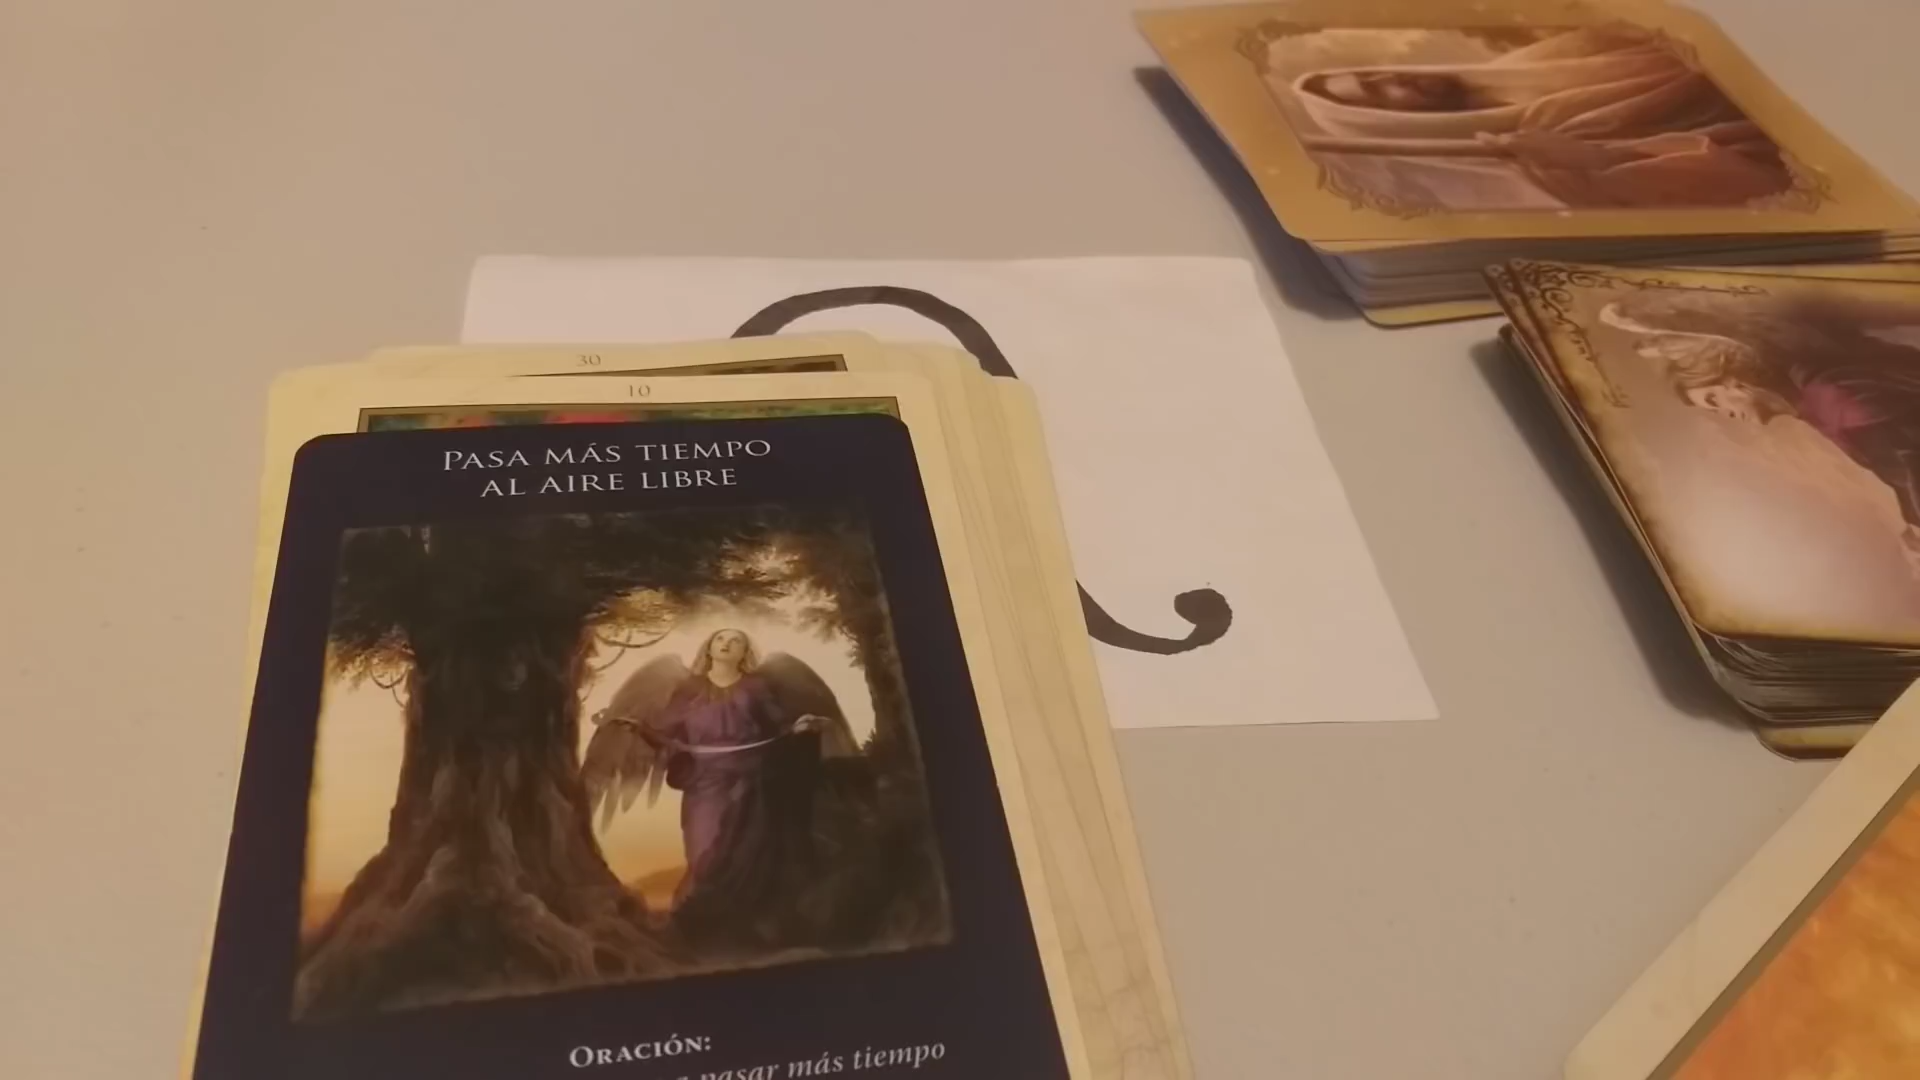 30
10
PASA MÁS TIEMPO
AL AIRE LIBRE
ORACIÓN:
pasar más tiempo